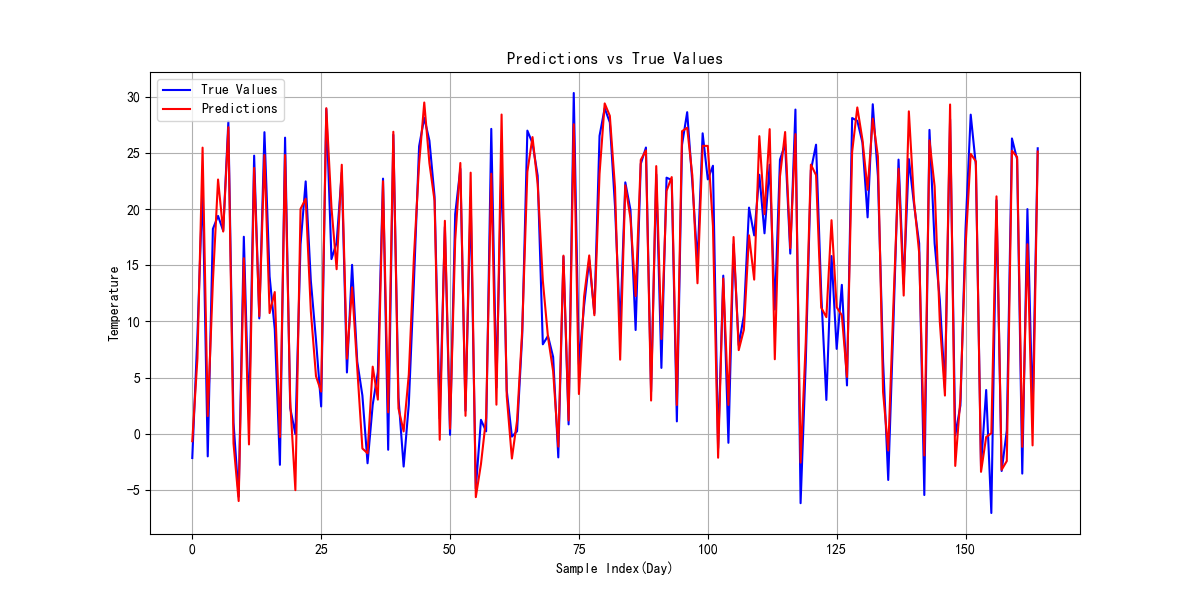 Predictions vs True Values
True Values
Predictions
30
25
20
15
10
5
0
−5
Temperature
0 25 50 75 100 125 150
Sample Index(Day)